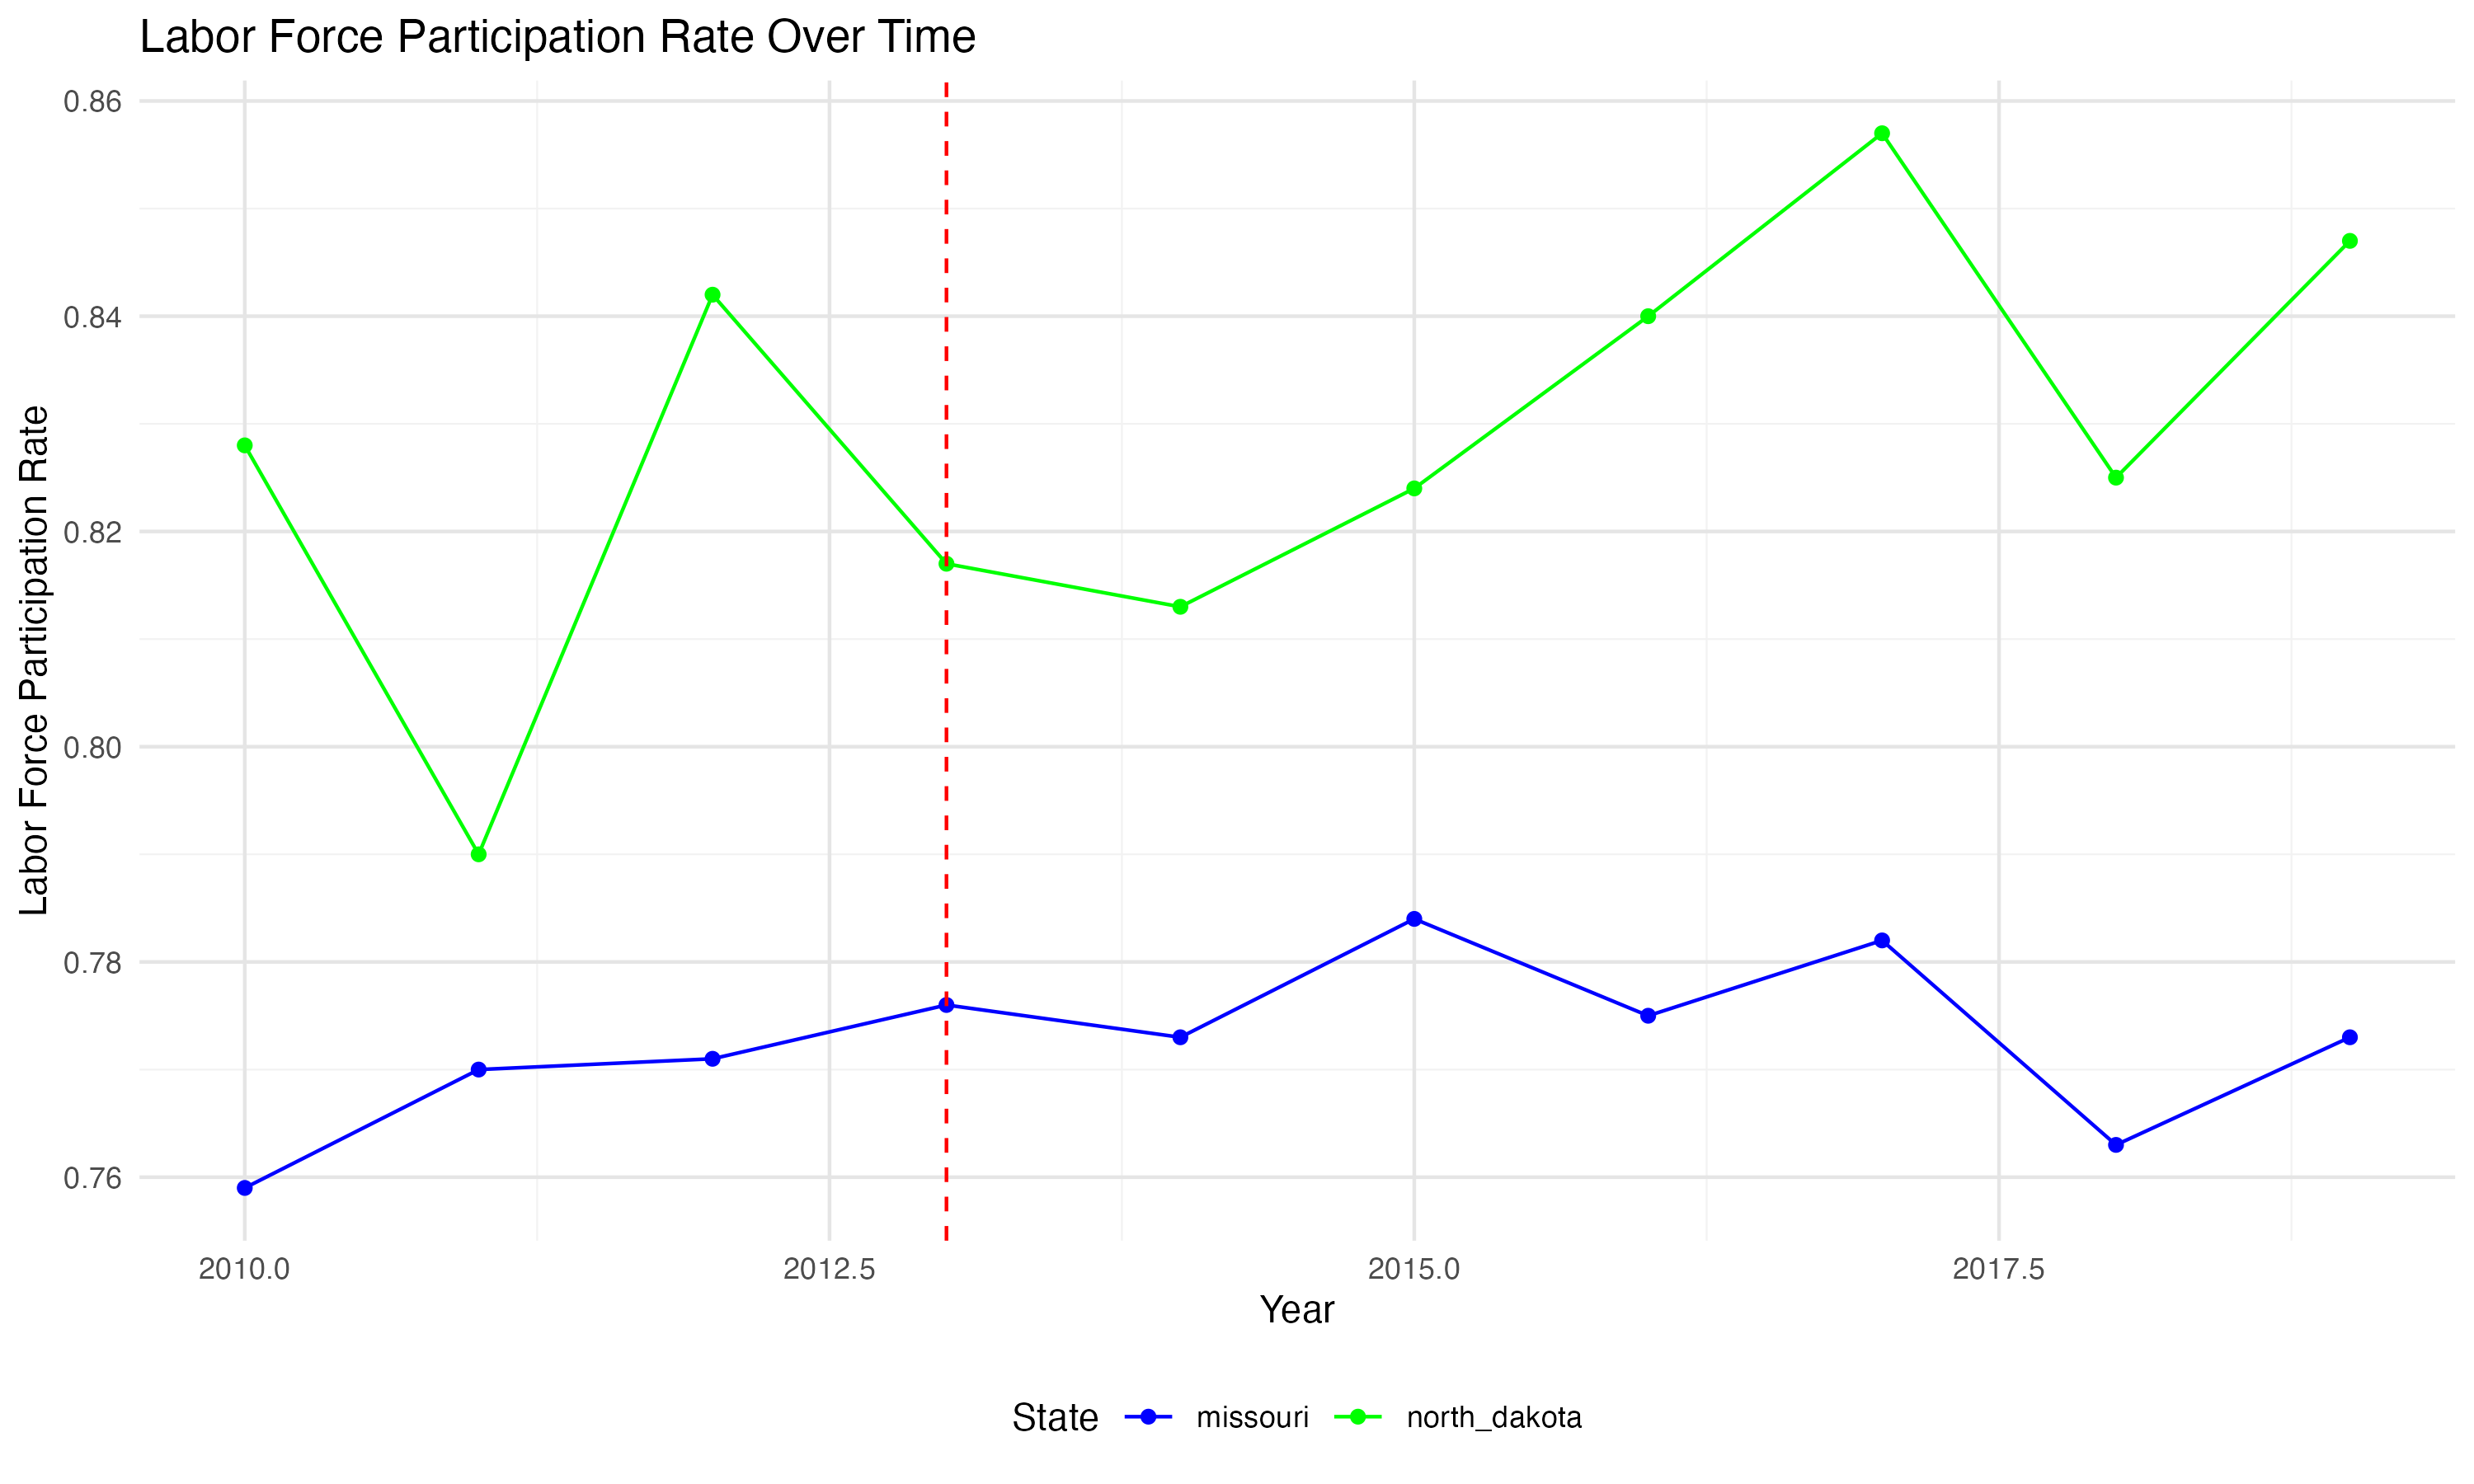 Labor Force Participation Rate Over Time
Labor Force Participation Rate
0.86
0.84
0.82
0.80
0.78
0.76
2010.0 2012.5 2015.0 2017.5
Year
State missouri north_dakota